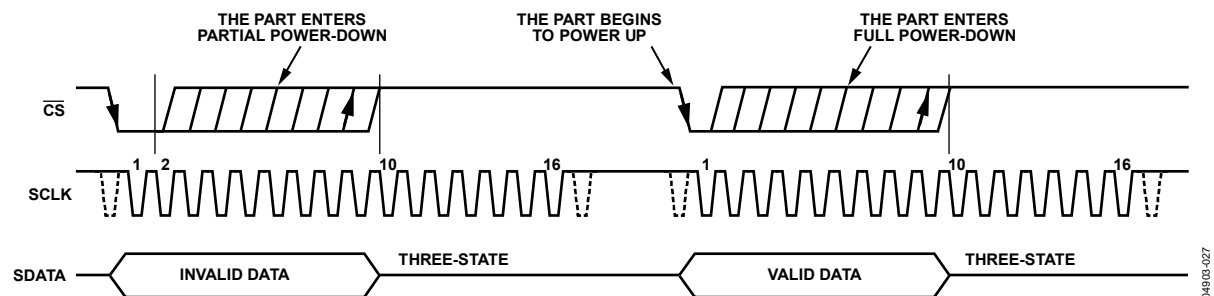 THE PART ENTERS
PARTIAL POWER-DOWN
THE PART BEGINS
TO POWER UP
THE PART ENTERS
FULL POWER-DOWN
CS
1 2 10 16 1 10 16
SCLK
SDATA
INVALID DATA
THREE-STATE
VALID DATA
THREE-STATE
04903-027